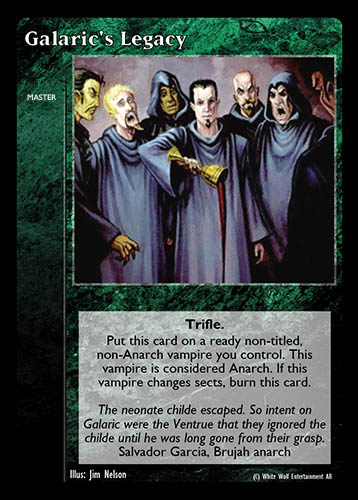 Galaric's Legacy
MASTER
Trifle.
Put this card on a ready non-titled,
non-Anarch vampire you control. This
vampire is considered Anarch. If this
vampire changes sects, burn this card.
The neonate childe escaped. So intent on
Galaric were the Ventrue that they ignored the
childe until he was long gone from their grasp.
Salvador Garcia, Brujah anarch
Illus: Jim Nelson
(C) White Wolf Entertainment AB